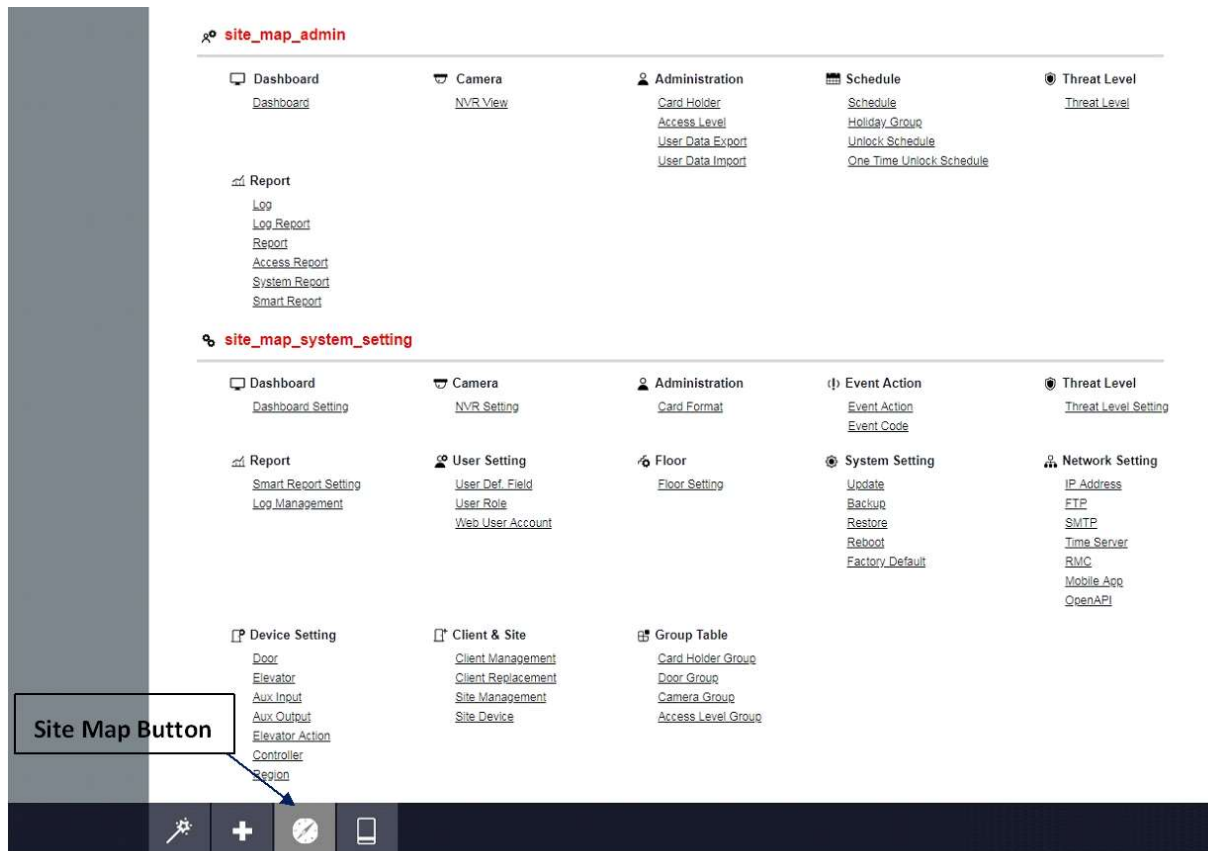 site_map_admin
Dashboard
Dashboard
Camera
NVR View
Administration
Card Holder
Access Level
User Data Export
User Data Import
Schedule
Schedule
Holiday Group
Unlock Schedule
One Time Unlock Schedule
Threat Level
Threat Level
Report
Log
Log Report
Report
Access Report
System Report
Smart Report
site_map_system_setting
Dashboard
Dashboard Setting
Camera
NVR Setting
Administration
Card Format
Event Action
Event Action
Event Code
Threat Level
Threat Level Setting
Report
Smart Report Setting
Log Management
User Setting
User Def. Field
User Role
Web User Account
Floor
Floor Setting
System Setting
Update
Backup
Restore
Reboot
Factory Default
Network Setting
IP Address
FTP
SMTP
Time Server
RMC
Mobile App
OpenAPI
Device Setting
Door
Elevator
Aux Input
Aux Output
Elevator Action
Controller
Region
Client & Site
Client Management
Client Replacement
Site Management
Site Device
Group Table
Card Holder Group
Door Group
Camera Group
Access Level Group
Site Map Button